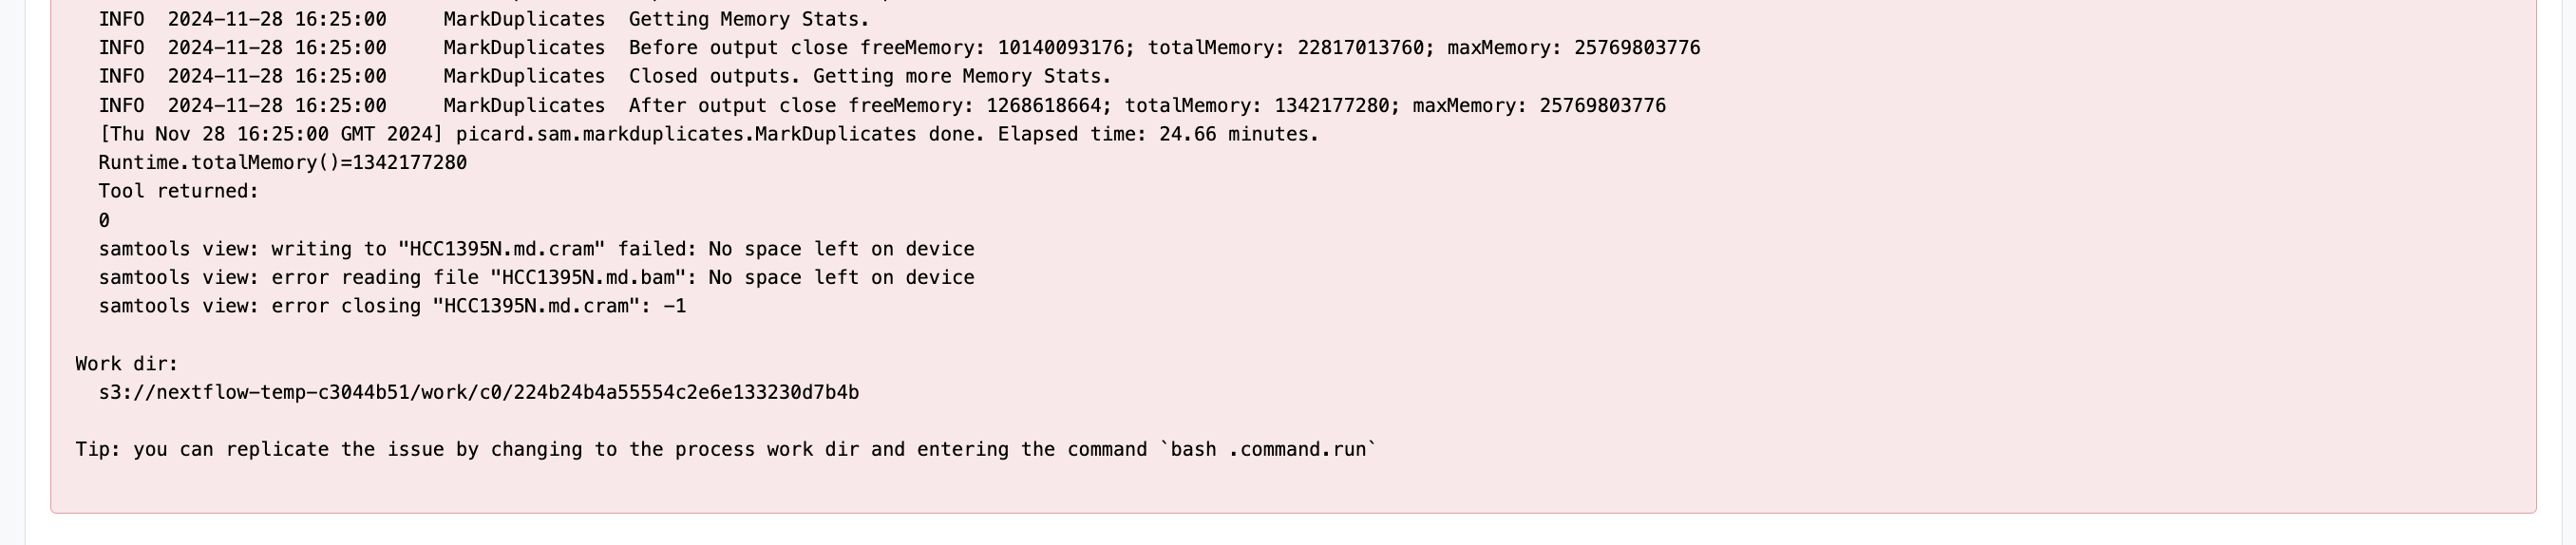 INFO  2024-11-28 16:25:00     MarkDuplicates  Getting Memory Stats.
INFO  2024-11-28 16:25:00     MarkDuplicates  Before output close freeMemory: 10140093176; totalMemory: 22817013760; maxMemory: 25769803776
INFO  2024-11-28 16:25:00     MarkDuplicates  Closed outputs. Getting more Memory Stats.
INFO  2024-11-28 16:25:00     MarkDuplicates  After output close freeMemory: 1268618664; totalMemory: 1342177280; maxMemory: 25769803776
[Thu Nov 28 16:25:00 GMT 2024] picard.sam.markduplicates.MarkDuplicates done. Elapsed time: 24.66 minutes.
Runtime.totalMemory()=1342177280
Tool returned:
0
samtools view: writing to "HCC1395N.md.cram" failed: No space left on device
samtools view: error reading file "HCC1395N.md.bam": No space left on device
samtools view: error closing "HCC1395N.md.cram": -1
Work dir:
s3://nextflow-temp-c3044b51/work/c0/224b24b4a55554c2e6e133230d7b4b
Tip: you can replicate the issue by changing to the process work dir and entering the command `bash .command.run`